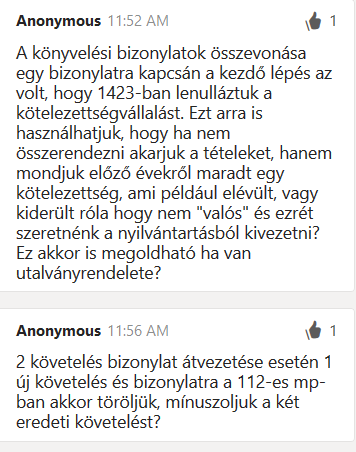 Anonymous 11:52 AM 1
A könyvelési bizonylatok összevonása
egy bizonylatra kapcsán a kezdő lépés az
volt, hogy 1423-ban lenulláztuk a
kötelezettségvállalást. Ezt arra is
használhatjuk, hogy ha nem
összerendezni akarjuk a tételeket, hanem
mondjuk előző évekről maradt egy
kötelezettség, ami például elévült, vagy
kiderült róla hogy nem "valós" és ezrét
szeretnénk a nyilvántartásból kivezetni?
Ez akkor is megoldható ha van
utalványrendelete?
Anonymous 11:56 AM 1
2 követelés bizonylat átvezetése esetén 1
új követelés és bizonylatra a 112-es mp-
ban akkor töröljük, mínuszoljuk a két
eredeti követelést?